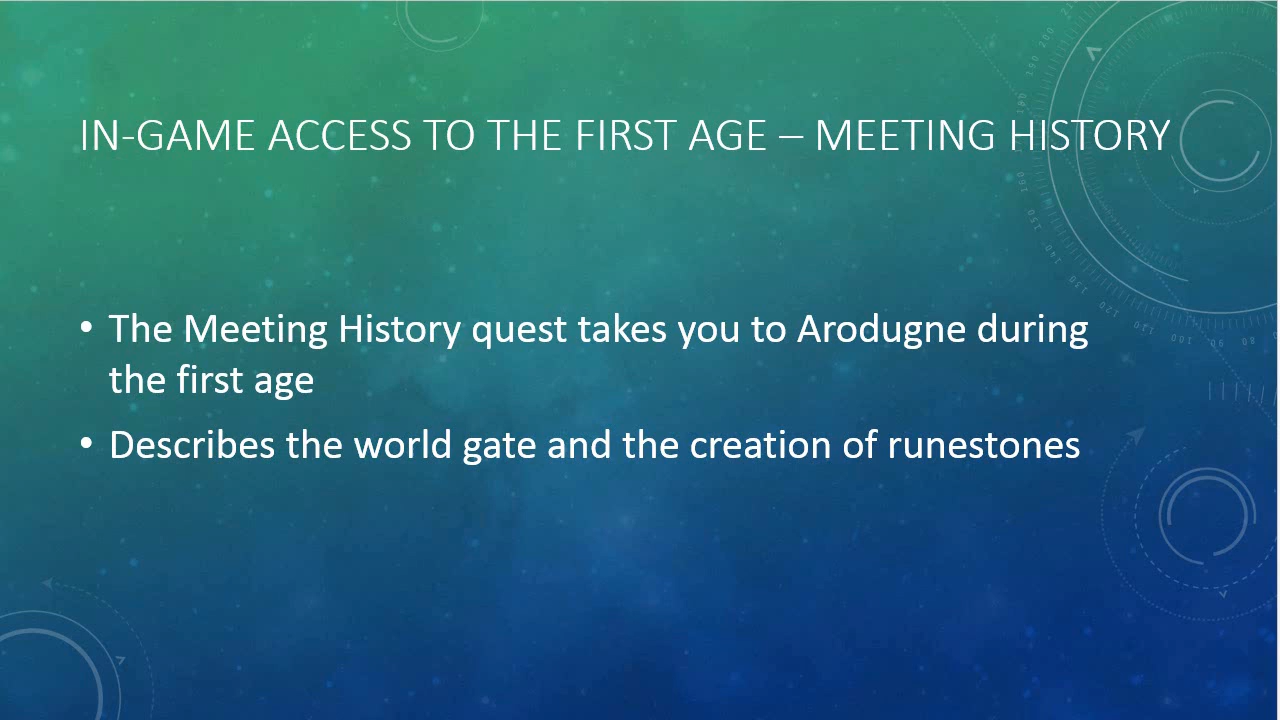 IN-GAME ACCESS TO THE FIRST AGE – MEETING HISTORY
• The Meeting History quest takes you to Arodugne during
the first age
• Describes the world gate and the creation of runestones